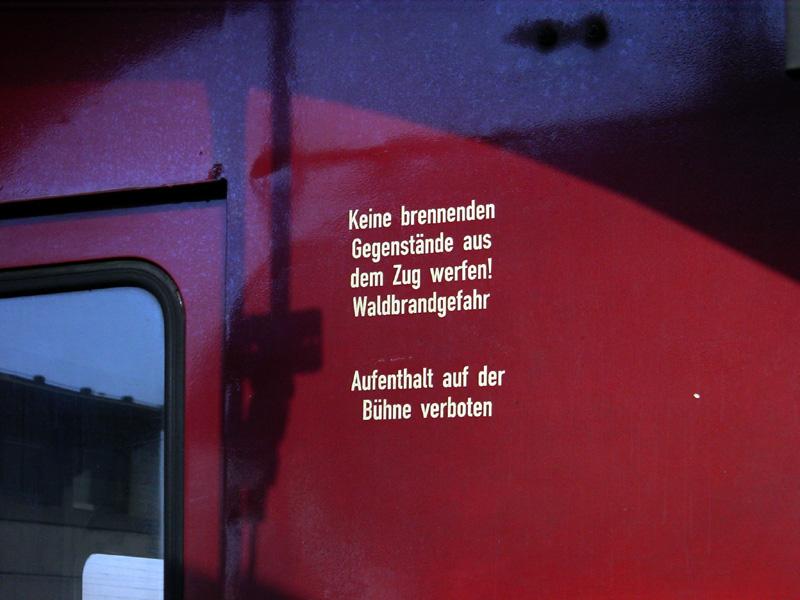 Keine brennenden
Gegenstände aus
dem Zug werfen!
Waldbrandgefahr
Aufenthalt auf der
Bühne verboten